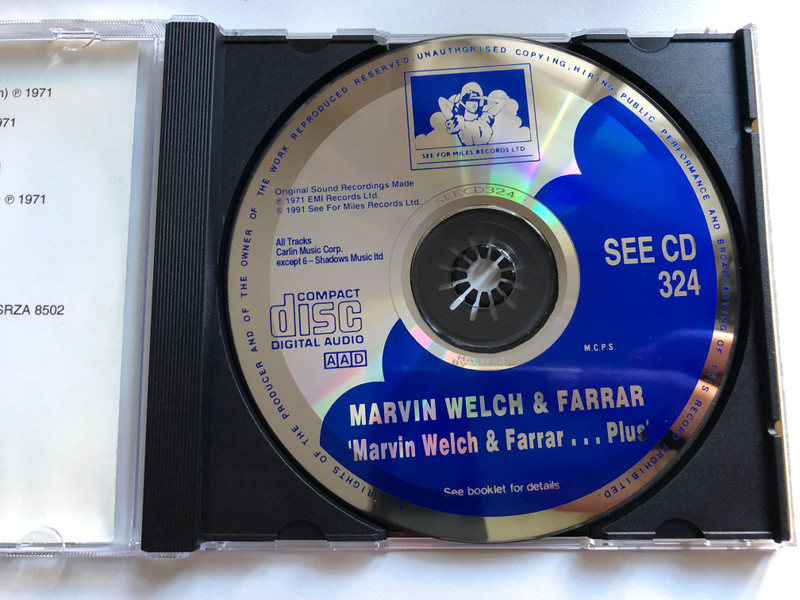 n) ℗ 1971
971
) ℗ 1971
SRZA 8502
RIGHTS OF THE PRODUCER AND OF THE OWNER OF THE WORK REPRODUCED RESERVED. UNAUTHORISED COPYING, HIRING, PUBLIC PERFORMANCE AND BROADCASTING OF THIS RECORD PROHIBITED.
SEE FOR MILES RECORDS LTD
Original Sound Recordings Made
℗ 1971 EMI Records Ltd.
© 1991 See For Miles Records Ltd.
SEECD324
All Tracks
Carlin Music Corp.
except 6 – Shadows Music ltd
SEE CD
324
COMPACT
disc
DIGITAL AUDIO
AAD
M.C.P.S.
MARVIN WELCH & FARRAR
'Marvin Welch & Farrar . . . Plus'
See booklet for details